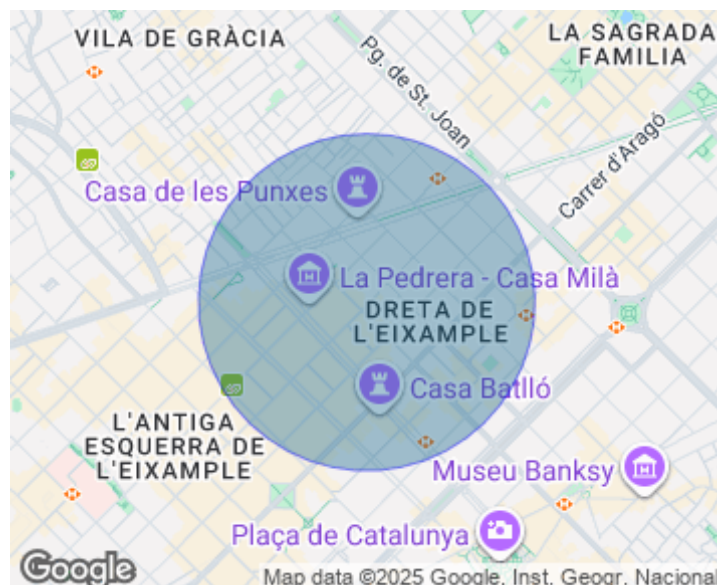 VILA DE GRÀCIA
LA SAGRADA
FAMILIA
Pg. de St. Joan
Carrer d'Aragó
Casa de les Punxes
La Pedrera - Casa Milà
DRETA DE
L'EIXAMPLE
Casa Batlló
L'ANTIGA
ESQUERRA DE
L'EIXAMPLE
Museu Banksy
Plaça de Catalunya
Google
Map data ©2025 Google, Inst. Geogr. Nacional